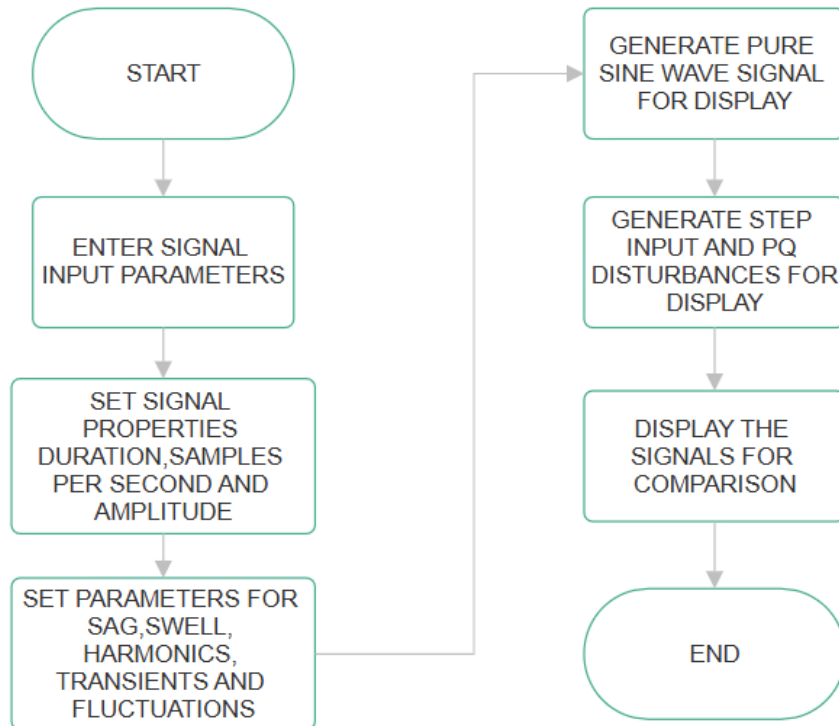 START
ENTER SIGNAL
INPUT PARAMETERS
SET SIGNAL
PROPERTIES
DURATION,SAMPLES
PER SECOND AND
AMPLITUDE
SET PARAMETERS FOR
SAG,SWELL,
HARMONICS,
TRANSIENTS AND
FLUCTUATIONS
GENERATE PURE
SINE WAVE SIGNAL
FOR DISPLAY
GENERATE STEP
INPUT AND PQ
DISTURBANCES FOR
DISPLAY
DISPLAY THE
SIGNALS FOR
COMPARISON
END